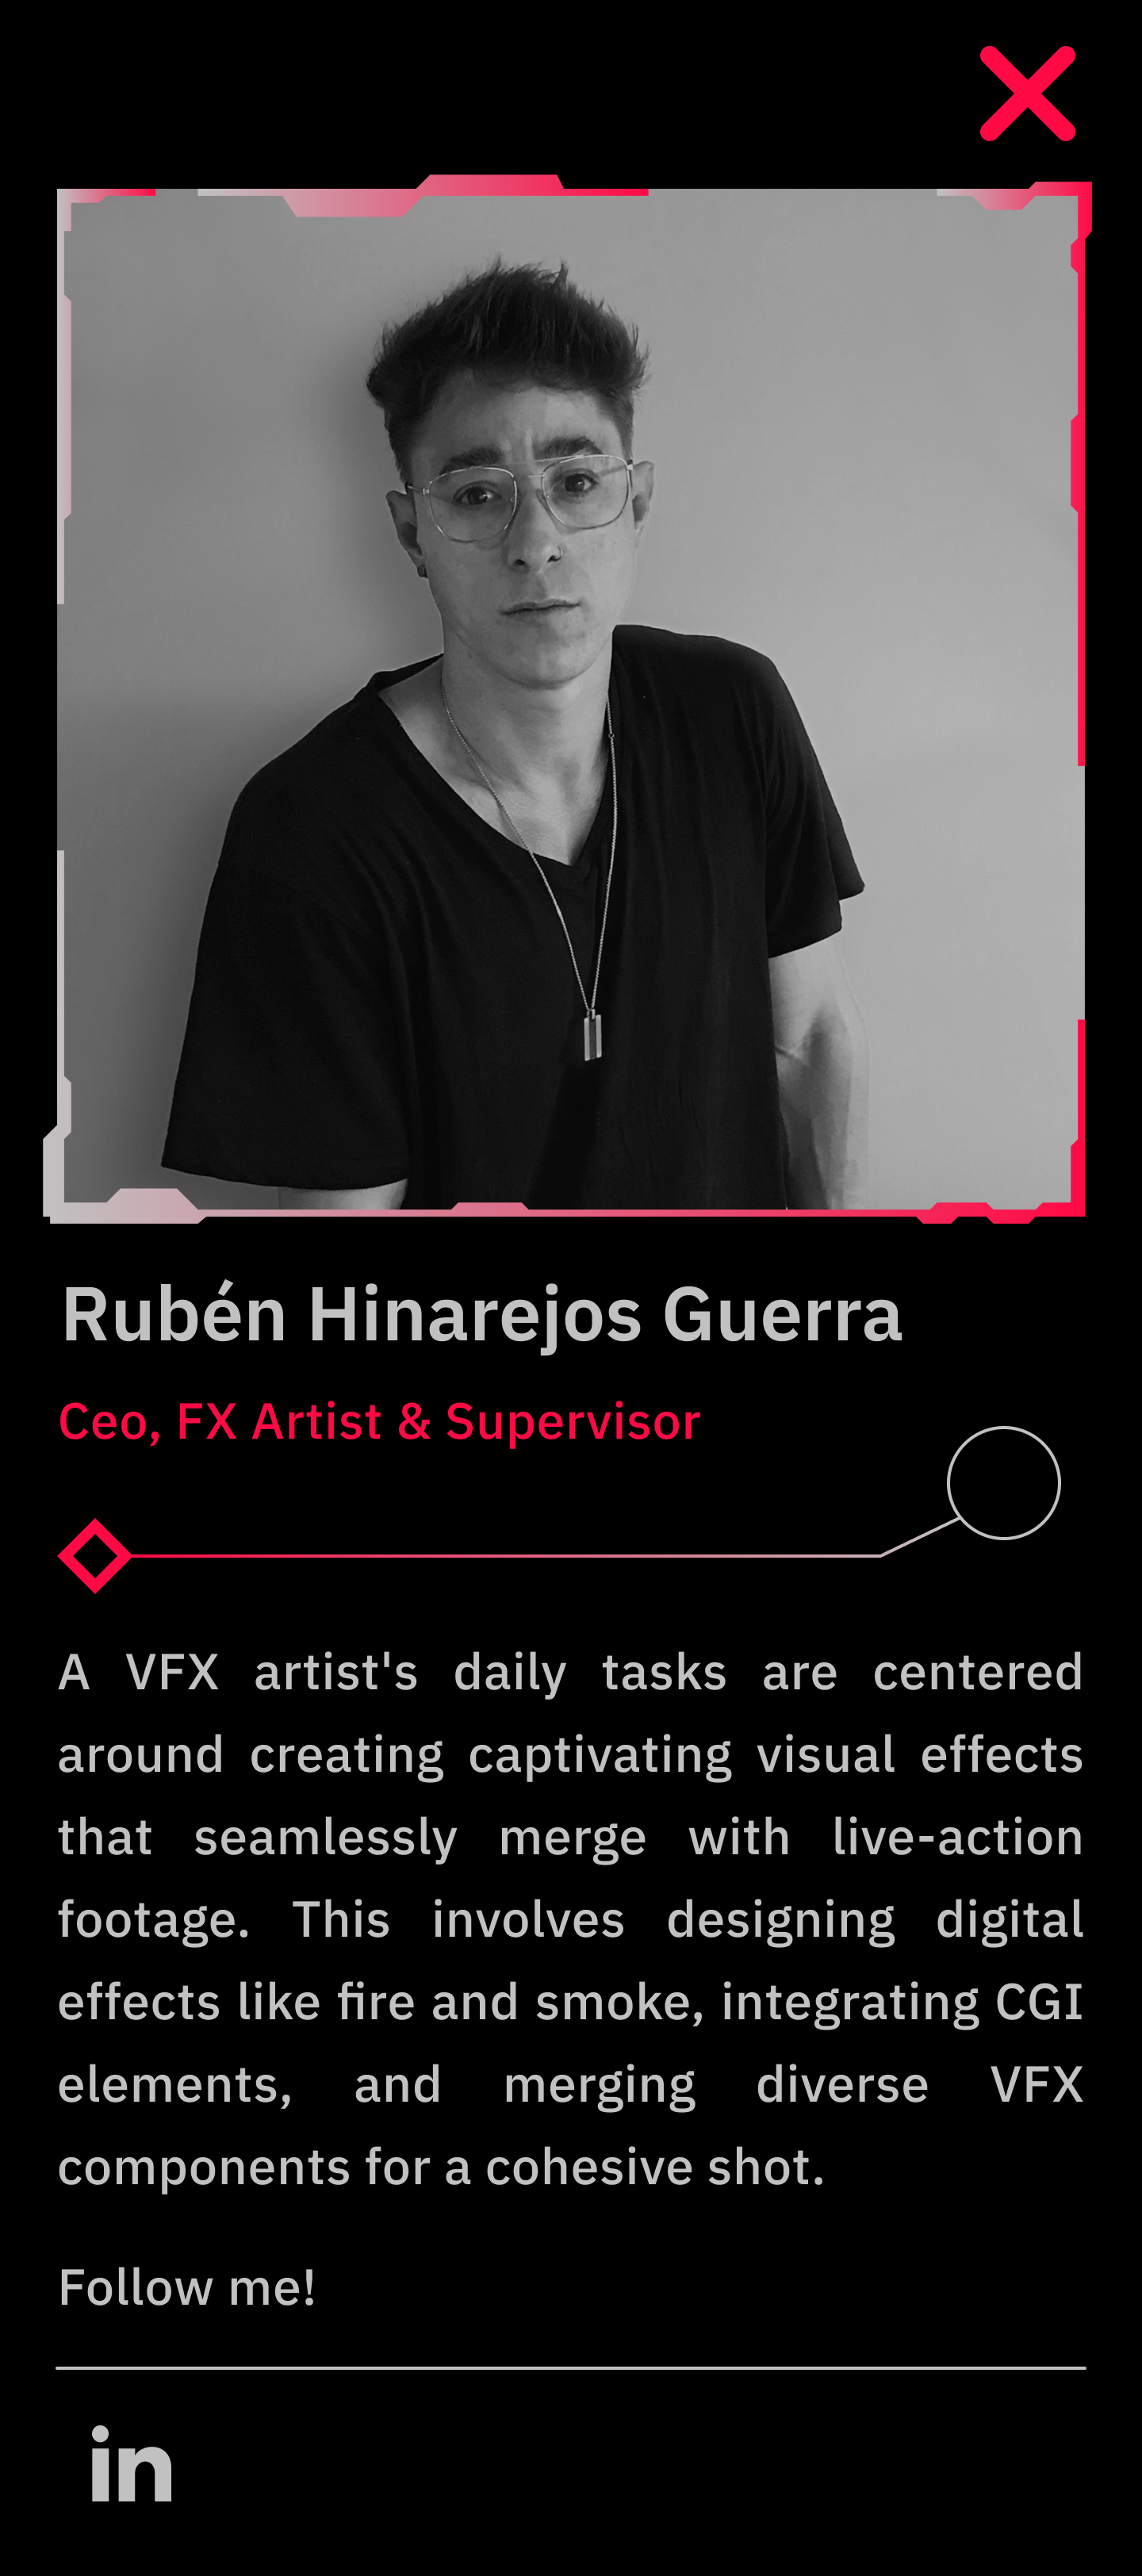 Rubén Hinarejos Guerra
Ceo, FX Artist & Supervisor
A VFX artist's daily tasks are centered
around creating captivating visual effects
that seamlessly merge with live-action
footage. This involves designing digital
effects like fire and smoke, integrating CGI
elements, and merging diverse VFX
components for a cohesive shot.
Follow me!
in